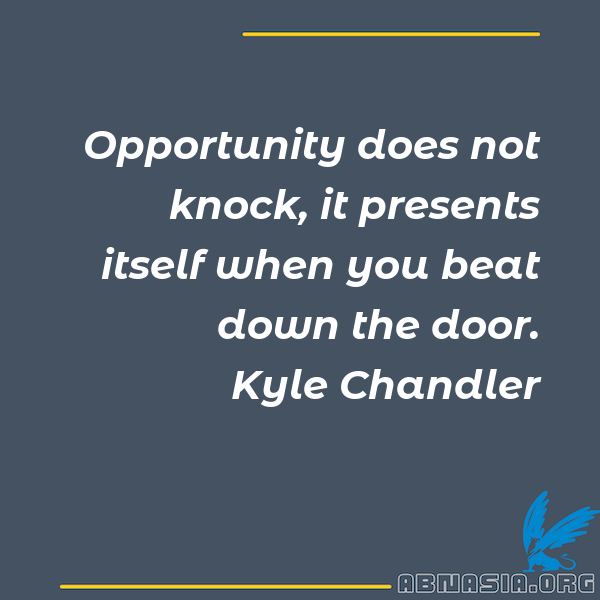 Opportunity does not
knock, it presents
itself when you beat
down the door.
Kyle Chandler
ABNASIA.ORG